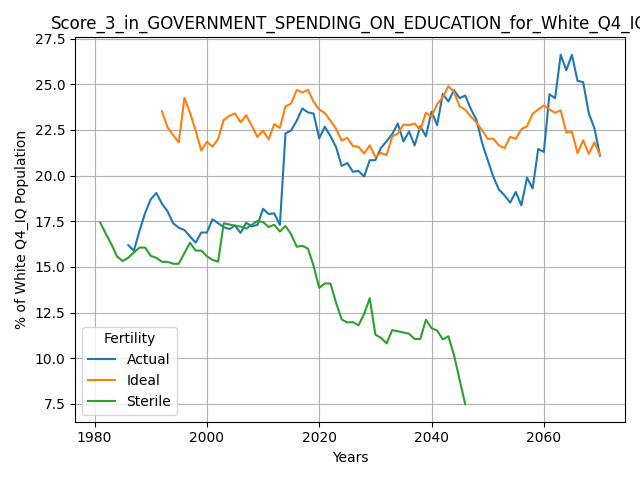 Score_3_in_GOVERNMENT_SPENDING_ON_EDUCATION_for_White_Q4_IQ
27.5
25.0
22.5
20.0
17.5
15.0
12.5
10.0
7.5
% of White Q4_IQ Population
Fertility
Actual
Ideal
Sterile
1980 2000 2020 2040 2060
Years